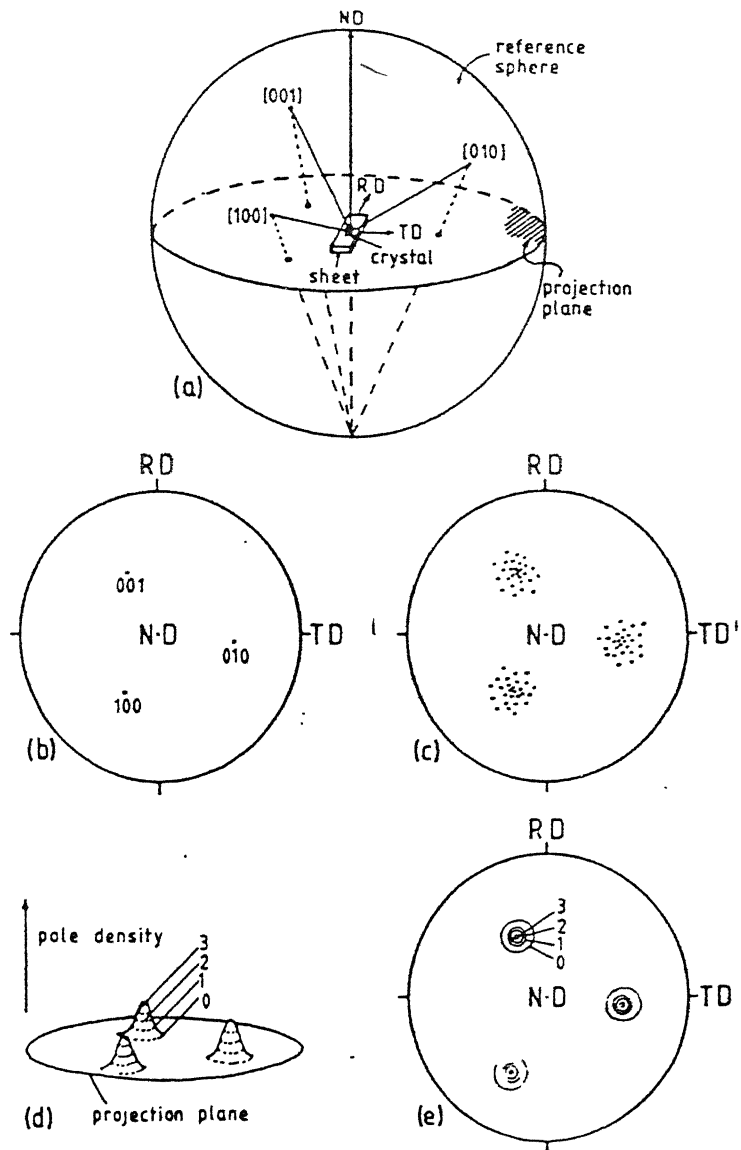 ND
reference
sphere
[001]
[010]
RD
[100]
TD
crystal
sheet
projection
plane
(a)
RD
001
N·D
TD
010
100
(b)
N·D
TD
(c)
pole density
3
2
1
0
projection plane
(d)
RD
3
2
1
0
N·D
TD
(e)